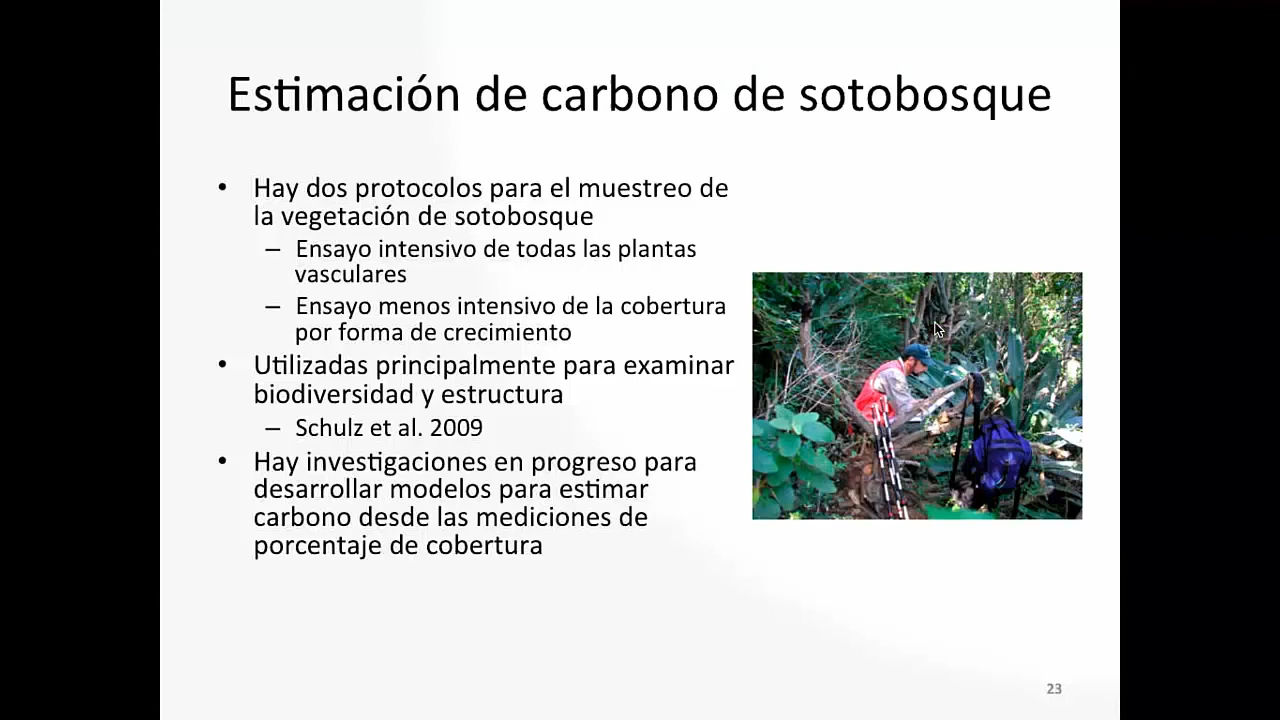 Estimación de carbono de sotobosque
• Hay dos protocolos para el muestreo de
la vegetación de sotobosque
– Ensayo intensivo de todas las plantas
vasculares
– Ensayo menos intensivo de la cobertura
por forma de crecimiento
• Utilizadas principalmente para examinar
biodiversidad y estructura
– Schulz et al. 2009
• Hay investigaciones en progreso para
desarrollar modelos para estimar
carbono desde las mediciones de
porcentaje de cobertura
23